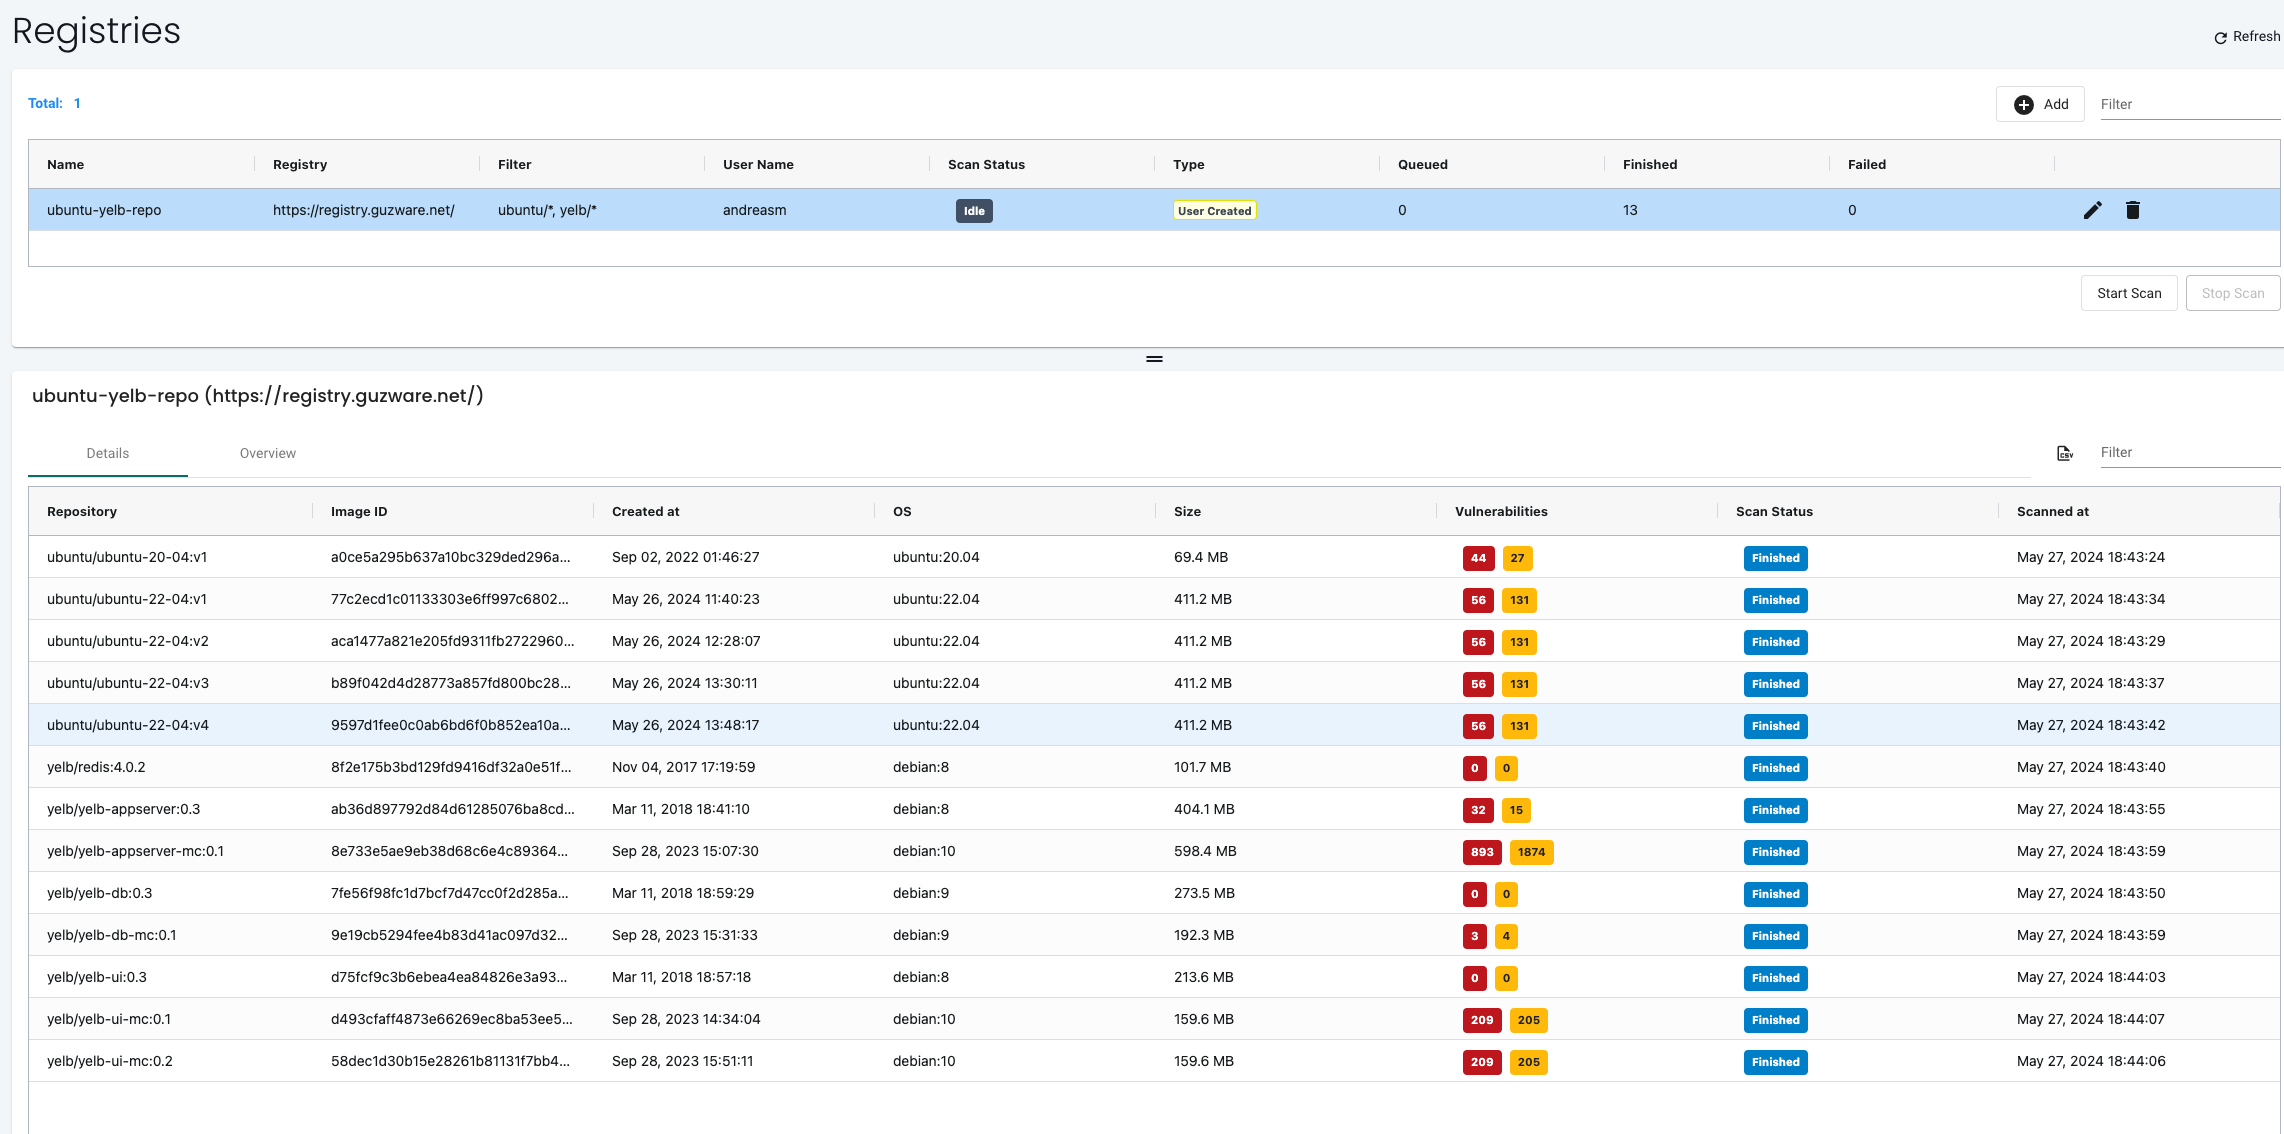 Registries
Refresh
Total: 1
Add Filter
Name Registry Filter User Name Scan Status Type Queued Finished Failed
ubuntu-yelb-repo https://registry.guzware.net/ ubuntu/*, yelb/* andreasm Idle User Created 0 13 0
Start Scan Stop Scan
ubuntu-yelb-repo (https://registry.guzware.net/)
Details Overview CSV Filter
Repository Image ID Created at OS Size Vulnerabilities Scan Status Scanned at
ubuntu/ubuntu-20-04:v1 a0ce5a295b637a10bc329ded296a... Sep 02, 2022 01:46:27 ubuntu:20.04 69.4 MB 44 27 Finished May 27, 2024 18:43:24
ubuntu/ubuntu-22-04:v1 77c2ecd1c01133303e6ff997c6802... May 26, 2024 11:40:23 ubuntu:22.04 411.2 MB 56 131 Finished May 27, 2024 18:43:34
ubuntu/ubuntu-22-04:v2 aca1477a821e205fd9311fb2722960... May 26, 2024 12:28:07 ubuntu:22.04 411.2 MB 56 131 Finished May 27, 2024 18:43:29
ubuntu/ubuntu-22-04:v3 b89f042d4d28773a857fd800bc28... May 26, 2024 13:30:11 ubuntu:22.04 411.2 MB 56 131 Finished May 27, 2024 18:43:37
ubuntu/ubuntu-22-04:v4 9597d1fee0c0ab6bd6f0b852ea10a... May 26, 2024 13:48:17 ubuntu:22.04 411.2 MB 56 131 Finished May 27, 2024 18:43:42
yelb/redis:4.0.2 8f2e175b3bd129fd9416df32a0e51f... Nov 04, 2017 17:19:59 debian:8 101.7 MB 0 0 Finished May 27, 2024 18:43:40
yelb/yelb-appserver:0.3 ab36d897792d84d61285076ba8cd... Mar 11, 2018 18:41:10 debian:8 404.1 MB 32 15 Finished May 27, 2024 18:43:55
yelb/yelb-appserver-mc:0.1 8e733e5ae9eb38d68c6e4c89364... Sep 28, 2023 15:07:30 debian:10 598.4 MB 893 1874 Finished May 27, 2024 18:43:59
yelb/yelb-db:0.3 7fe56f98fc1d7bcf7d47cc0f2d285a... Mar 11, 2018 18:59:29 debian:9 273.5 MB 0 0 Finished May 27, 2024 18:43:50
yelb/yelb-db-mc:0.1 9e19cb5294fee4b83d41ac097d32... Sep 28, 2023 15:31:33 debian:9 192.3 MB 3 4 Finished May 27, 2024 18:43:59
yelb/yelb-ui:0.3 d75fcf9c3b6ebea4ea84826e3a93... Mar 11, 2018 18:57:18 debian:8 213.6 MB 0 0 Finished May 27, 2024 18:44:03
yelb/yelb-ui-mc:0.1 d493cfaff4873e66269ec8ba53ee5... Sep 28, 2023 14:34:04 debian:10 159.6 MB 209 205 Finished May 27, 2024 18:44:07
yelb/yelb-ui-mc:0.2 58dec1d30b15e28261b81131f7bb4... Sep 28, 2023 15:51:11 debian:10 159.6 MB 209 205 Finished May 27, 2024 18:44:06